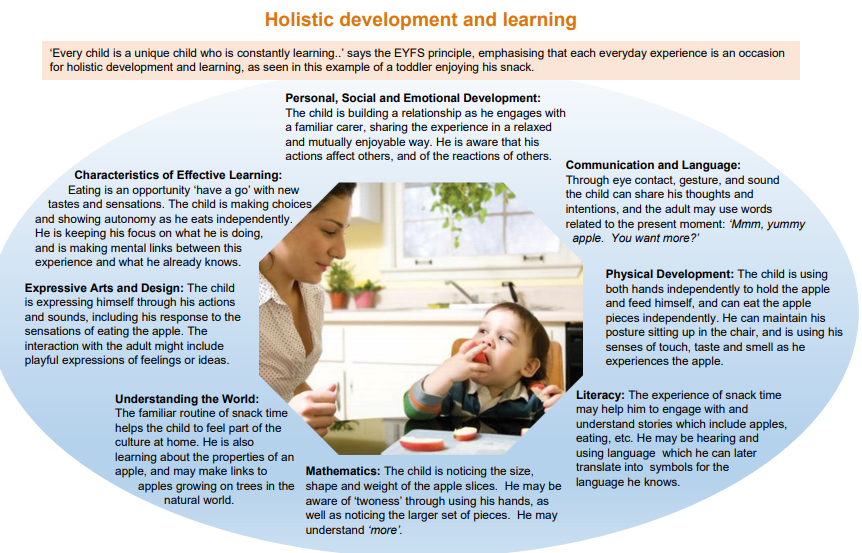 Holistic development and learning
‘Every child is a unique child who is constantly learning..’ says the EYFS principle, emphasising that each everyday experience is an occasion
for holistic development and learning, as seen in this example of a toddler enjoying his snack.
Personal, Social and Emotional Development:
The child is building a relationship as he engages with
a familiar carer, sharing the experience in a relaxed
and mutually enjoyable way. He is aware that his
actions affect others, and of the reactions of others.
Characteristics of Effective Learning:
Eating is an opportunity ‘have a go’ with new
tastes and sensations. The child is making choices
and showing autonomy as he eats independently.
He is keeping his focus on what he is doing,
and is making mental links between this
experience and what he already knows.
Communication and Language:
Through eye contact, gesture, and sound
the child can share his thoughts and
intentions, and the adult may use words
related to the present moment: ‘Mmm, yummy
apple. You want more?’
Expressive Arts and Design: The child
is expressing himself through his actions
and sounds, including his response to the
sensations of eating the apple. The
interaction with the adult might include
playful expressions of feelings or ideas.
Physical Development: The child is using
both hands independently to hold the apple
and feed himself, and can eat the apple
pieces independently. He can maintain his
posture sitting up in the chair, and is using his
senses of touch, taste and smell as he
experiences the apple.
Understanding the World:
The familiar routine of snack time
helps the child to feel part of the
culture at home. He is also
learning about the properties of an
apple, and may make links to
apples growing on trees in the
natural world.
Literacy: The experience of snack time
may help him to engage with and
understand stories which include apples,
eating, etc. He may be hearing and
using language which he can later
translate into symbols for the
language he knows.
Mathematics: The child is noticing the size,
shape and weight of the apple slices. He may be
aware of ‘twoness’ through using his hands, as
well as noticing the larger set of pieces. He may
understand ‘more’.